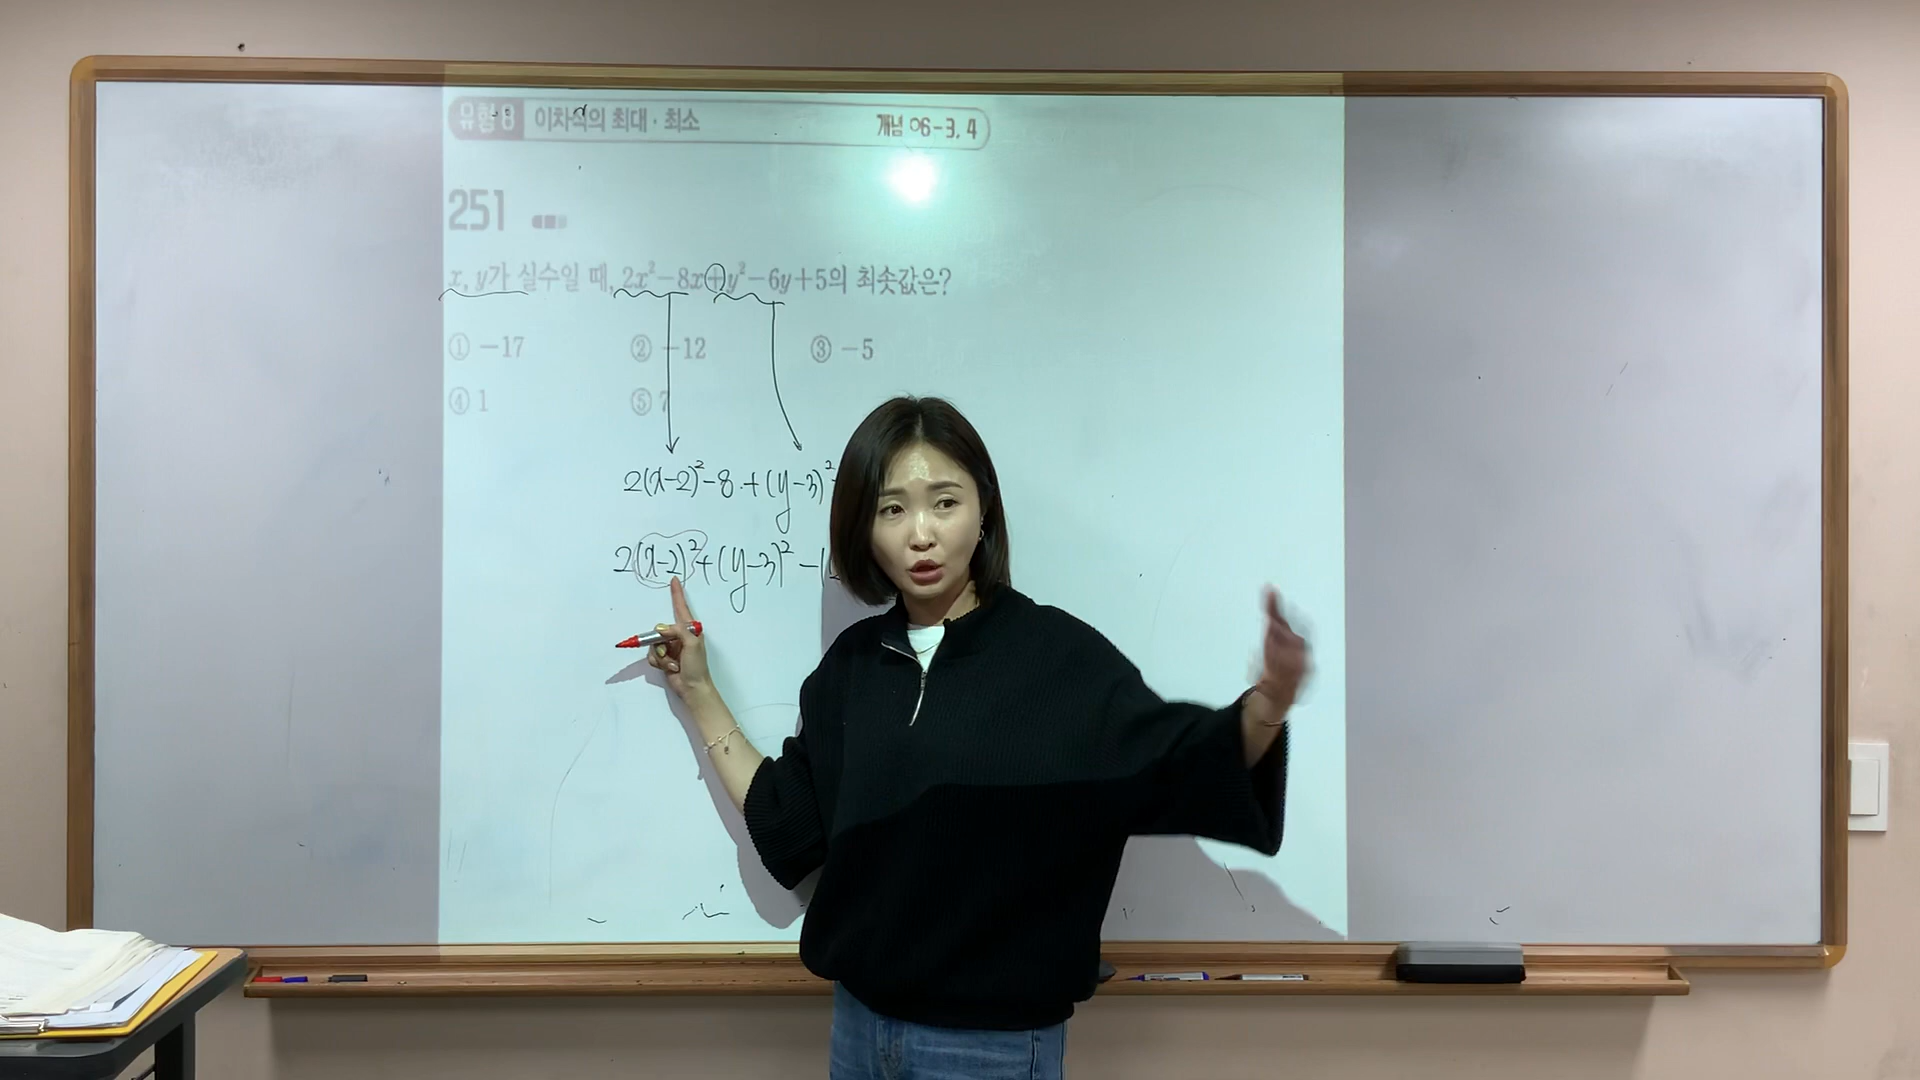 유형 8 이차식의 최대·최소 개념 06-3, 4
251
x, y가 실수일 때, 2x²-8x+y²-6y+5의 최솟값은?
① -17 ② -12 ③ -5
④ 1 ⑤ 7
2(x-2)²-8+(y-3)²
2(x-2)²+(y-3)²-12